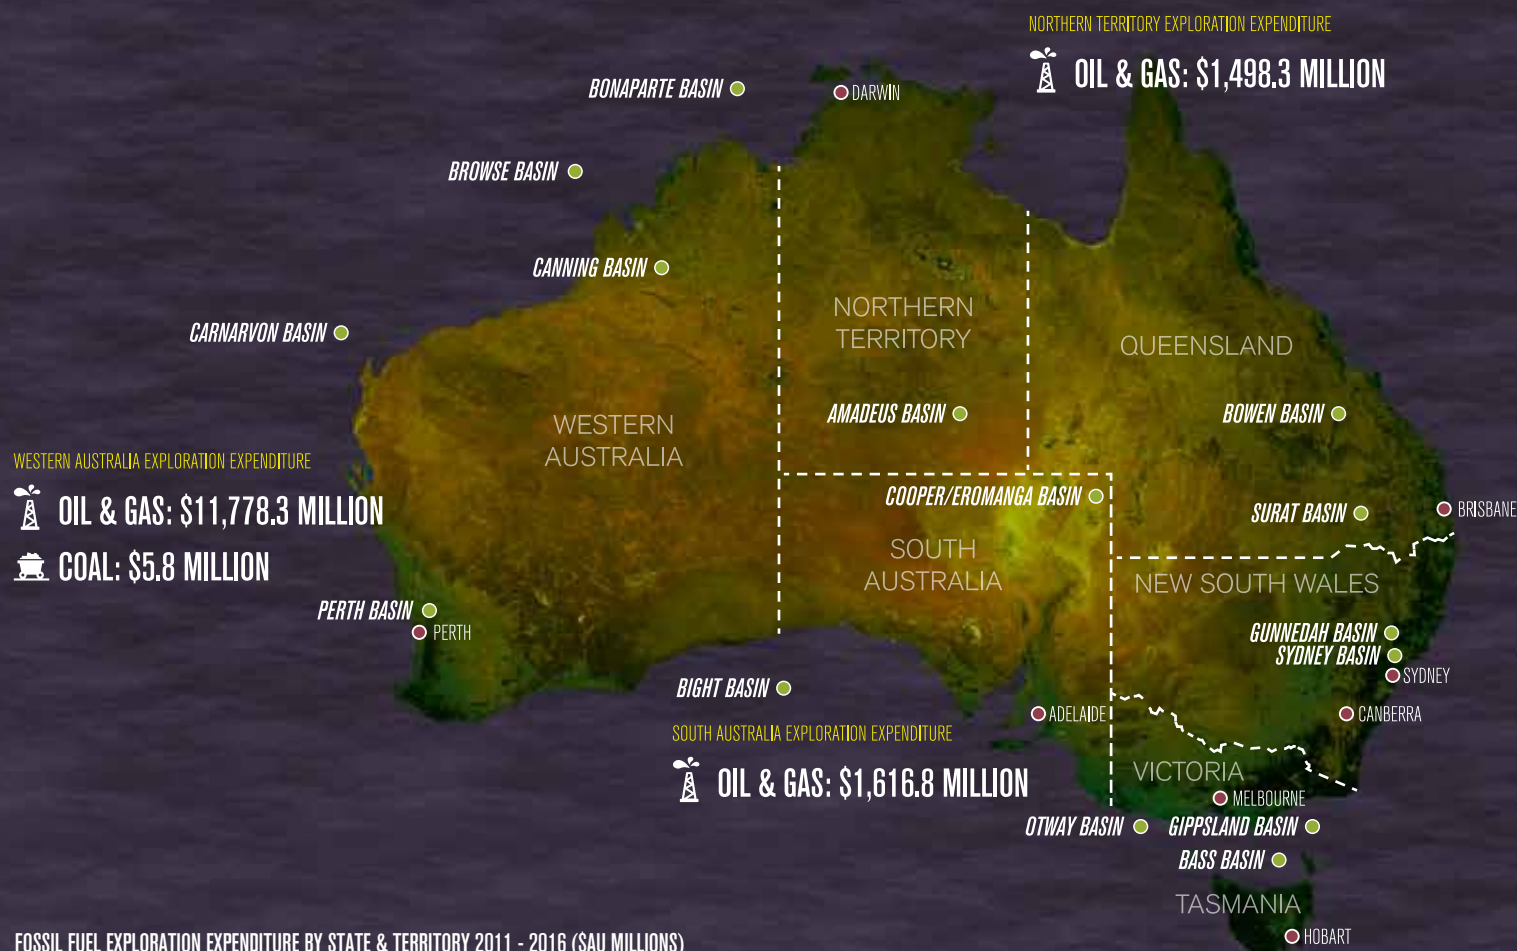 NORTHERN TERRITORY EXPLORATION EXPENDITURE
OIL & GAS: $1,498.3 MILLION
BONAPARTE BASIN
DARWIN
BROWSE BASIN
CANNING BASIN
NORTHERN
TERRITORY
CARNARVON BASIN
QUEENSLAND
AMADEUS BASIN
BOWEN BASIN
WESTERN
AUSTRALIA
WESTERN AUSTRALIA EXPLORATION EXPENDITURE
OIL & GAS: $11,778.3 MILLION
COAL: $5.8 MILLION
COOPER/EROMANGA BASIN
SURAT BASIN
BRISBANE
SOUTH
AUSTRALIA
NEW SOUTH WALES
PERTH BASIN
PERTH
GUNNEDAH BASIN
SYDNEY BASIN
SYDNEY
BIGHT BASIN
ADELAIDE
CANBERRA
SOUTH AUSTRALIA EXPLORATION EXPENDITURE
OIL & GAS: $1,616.8 MILLION
VICTORIA
MELBOURNE
OTWAY BASIN
GIPPSLAND BASIN
BASS BASIN
TASMANIA
HOBART
FOSSIL FUEL EXPLORATION EXPENDITURE BY STATE & TERRITORY 2011 - 2016 ($AU MILLIONS)